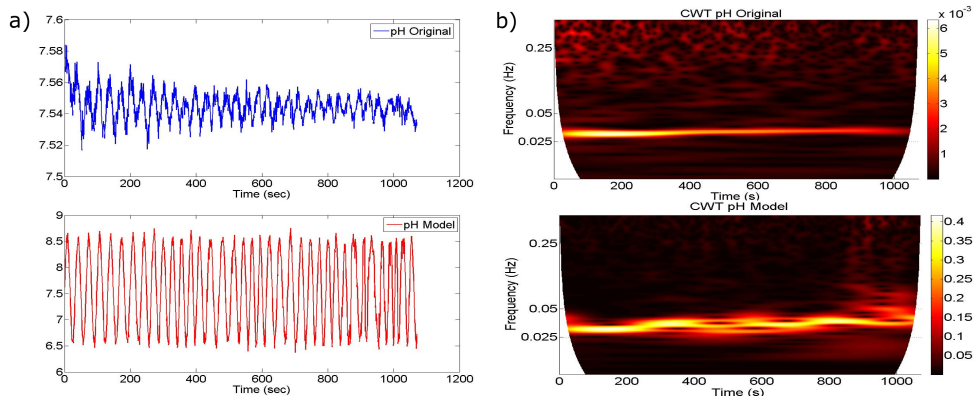 a)
7.6
7.58
7.56
7.54
7.52
7.5
pH Original
0 200 400 600 800 1000 1200
Time (sec)
9
8.5
8
7.5
7
6.5
6
pH Model
0 200 400 600 800 1000 1200
Time (sec)
b)
CWT pH Original
x 10⁻³
Frequency (Hz)
0.25
0.05
0.025
0 200 400 600 800 1000
Time (s)
6
5
4
3
2
1
CWT pH Model
Frequency (Hz)
0.25
0.05
0.025
0 200 400 600 800 1000
Time (s)
0.4
0.35
0.3
0.25
0.2
0.15
0.1
0.05